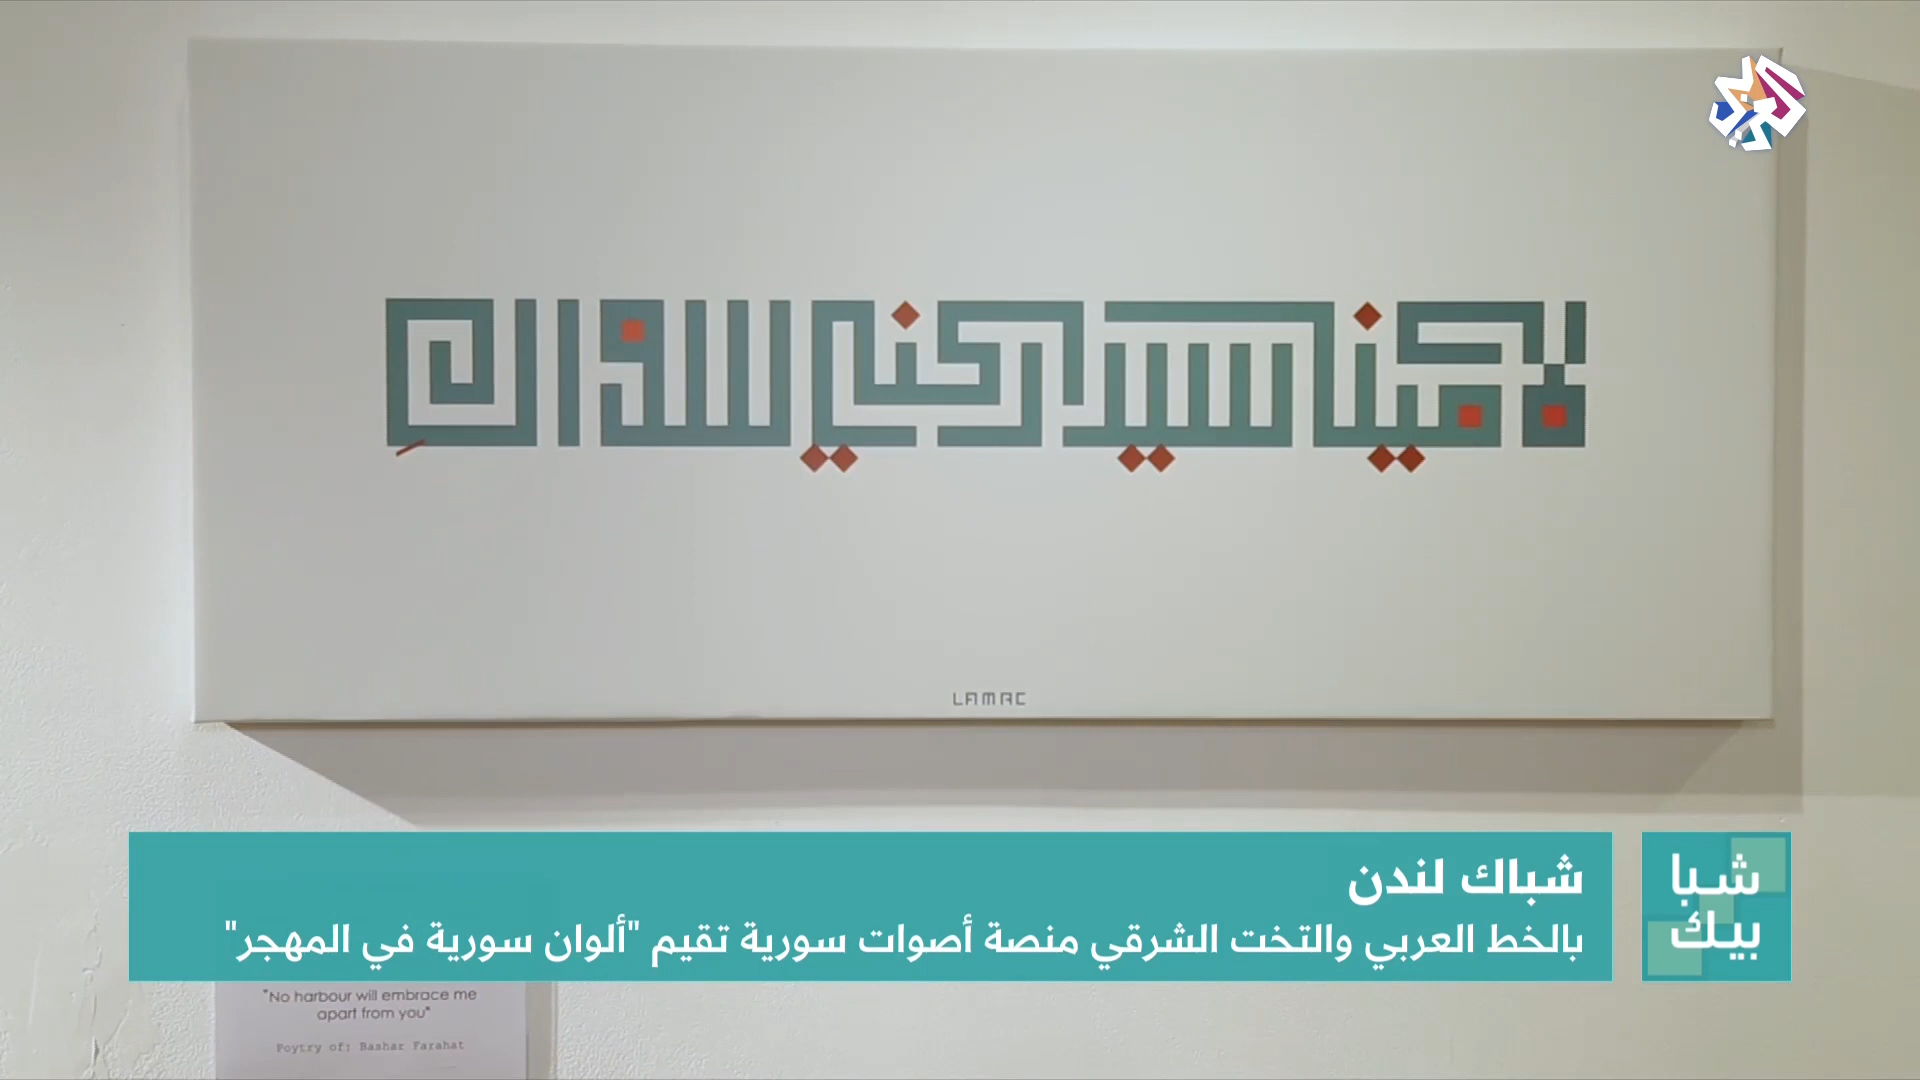 LAMAC
شباك لندن
بالخط العربي والتخت الشرقي منصة أصوات سورية تقيم "ألوان سورية في المهجر"
شبا
بيك
"No harbour will embrace me
apart from you"
Poytry of: Bashar Farahat